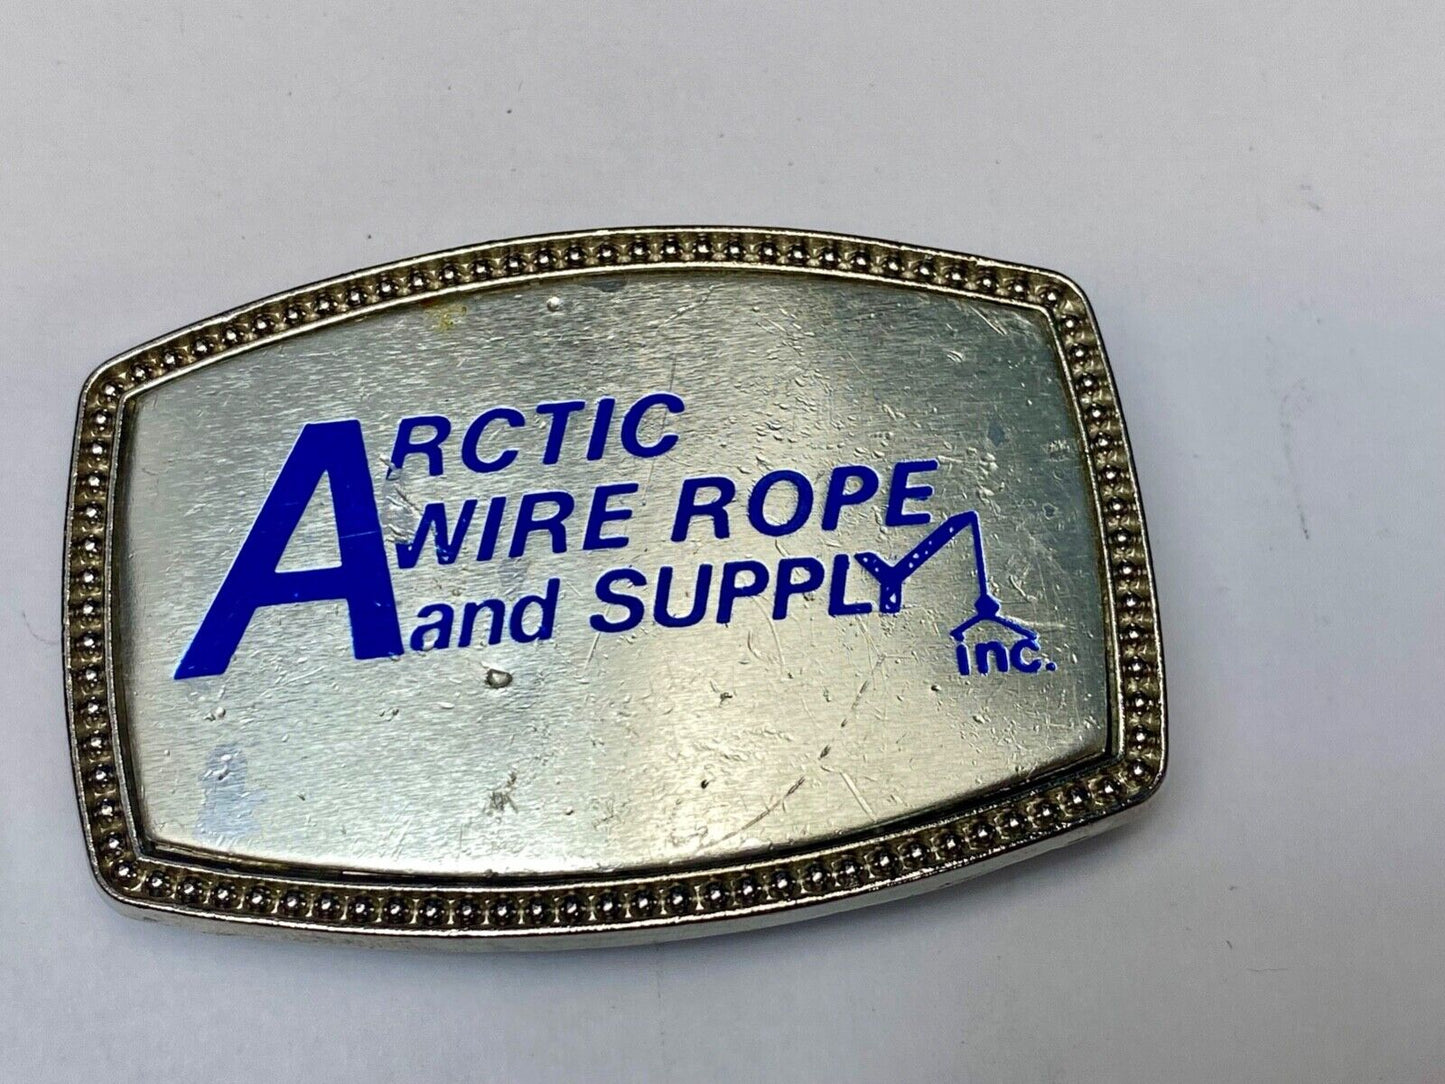 ARCTIC
WIRE ROPE
and SUPPLY
inc.